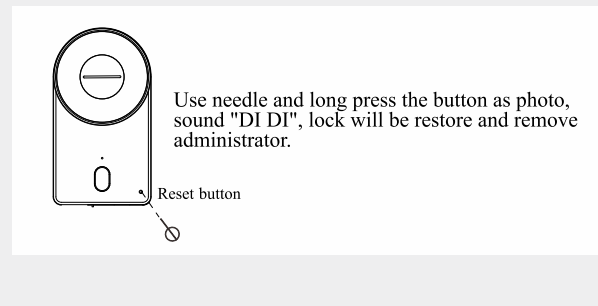 Use needle and long press the button as photo,
sound "DI DI", lock will be restore and remove
administrator.
Reset button